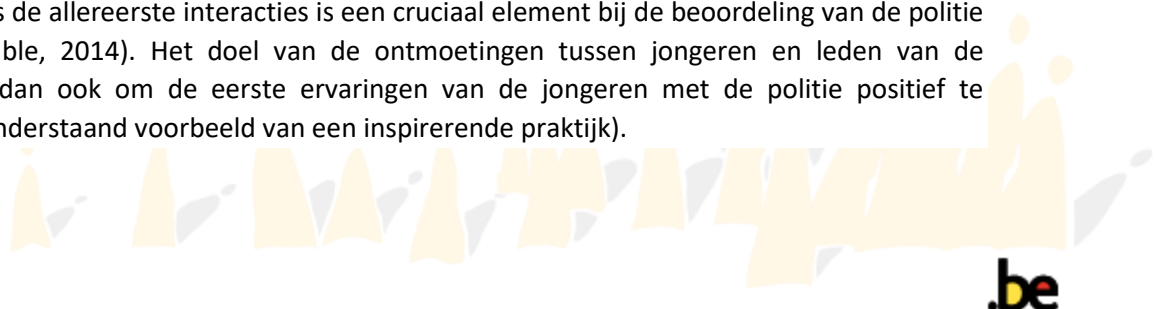 s de allereerste interacties is een cruciaal element bij de beoordeling van de politie
ble, 2014). Het doel van de ontmoetingen tussen jongeren en leden van de
dan ook om de eerste ervaringen van de jongeren met de politie positief te
nderstaand voorbeeld van een inspirerende praktijk).
.be